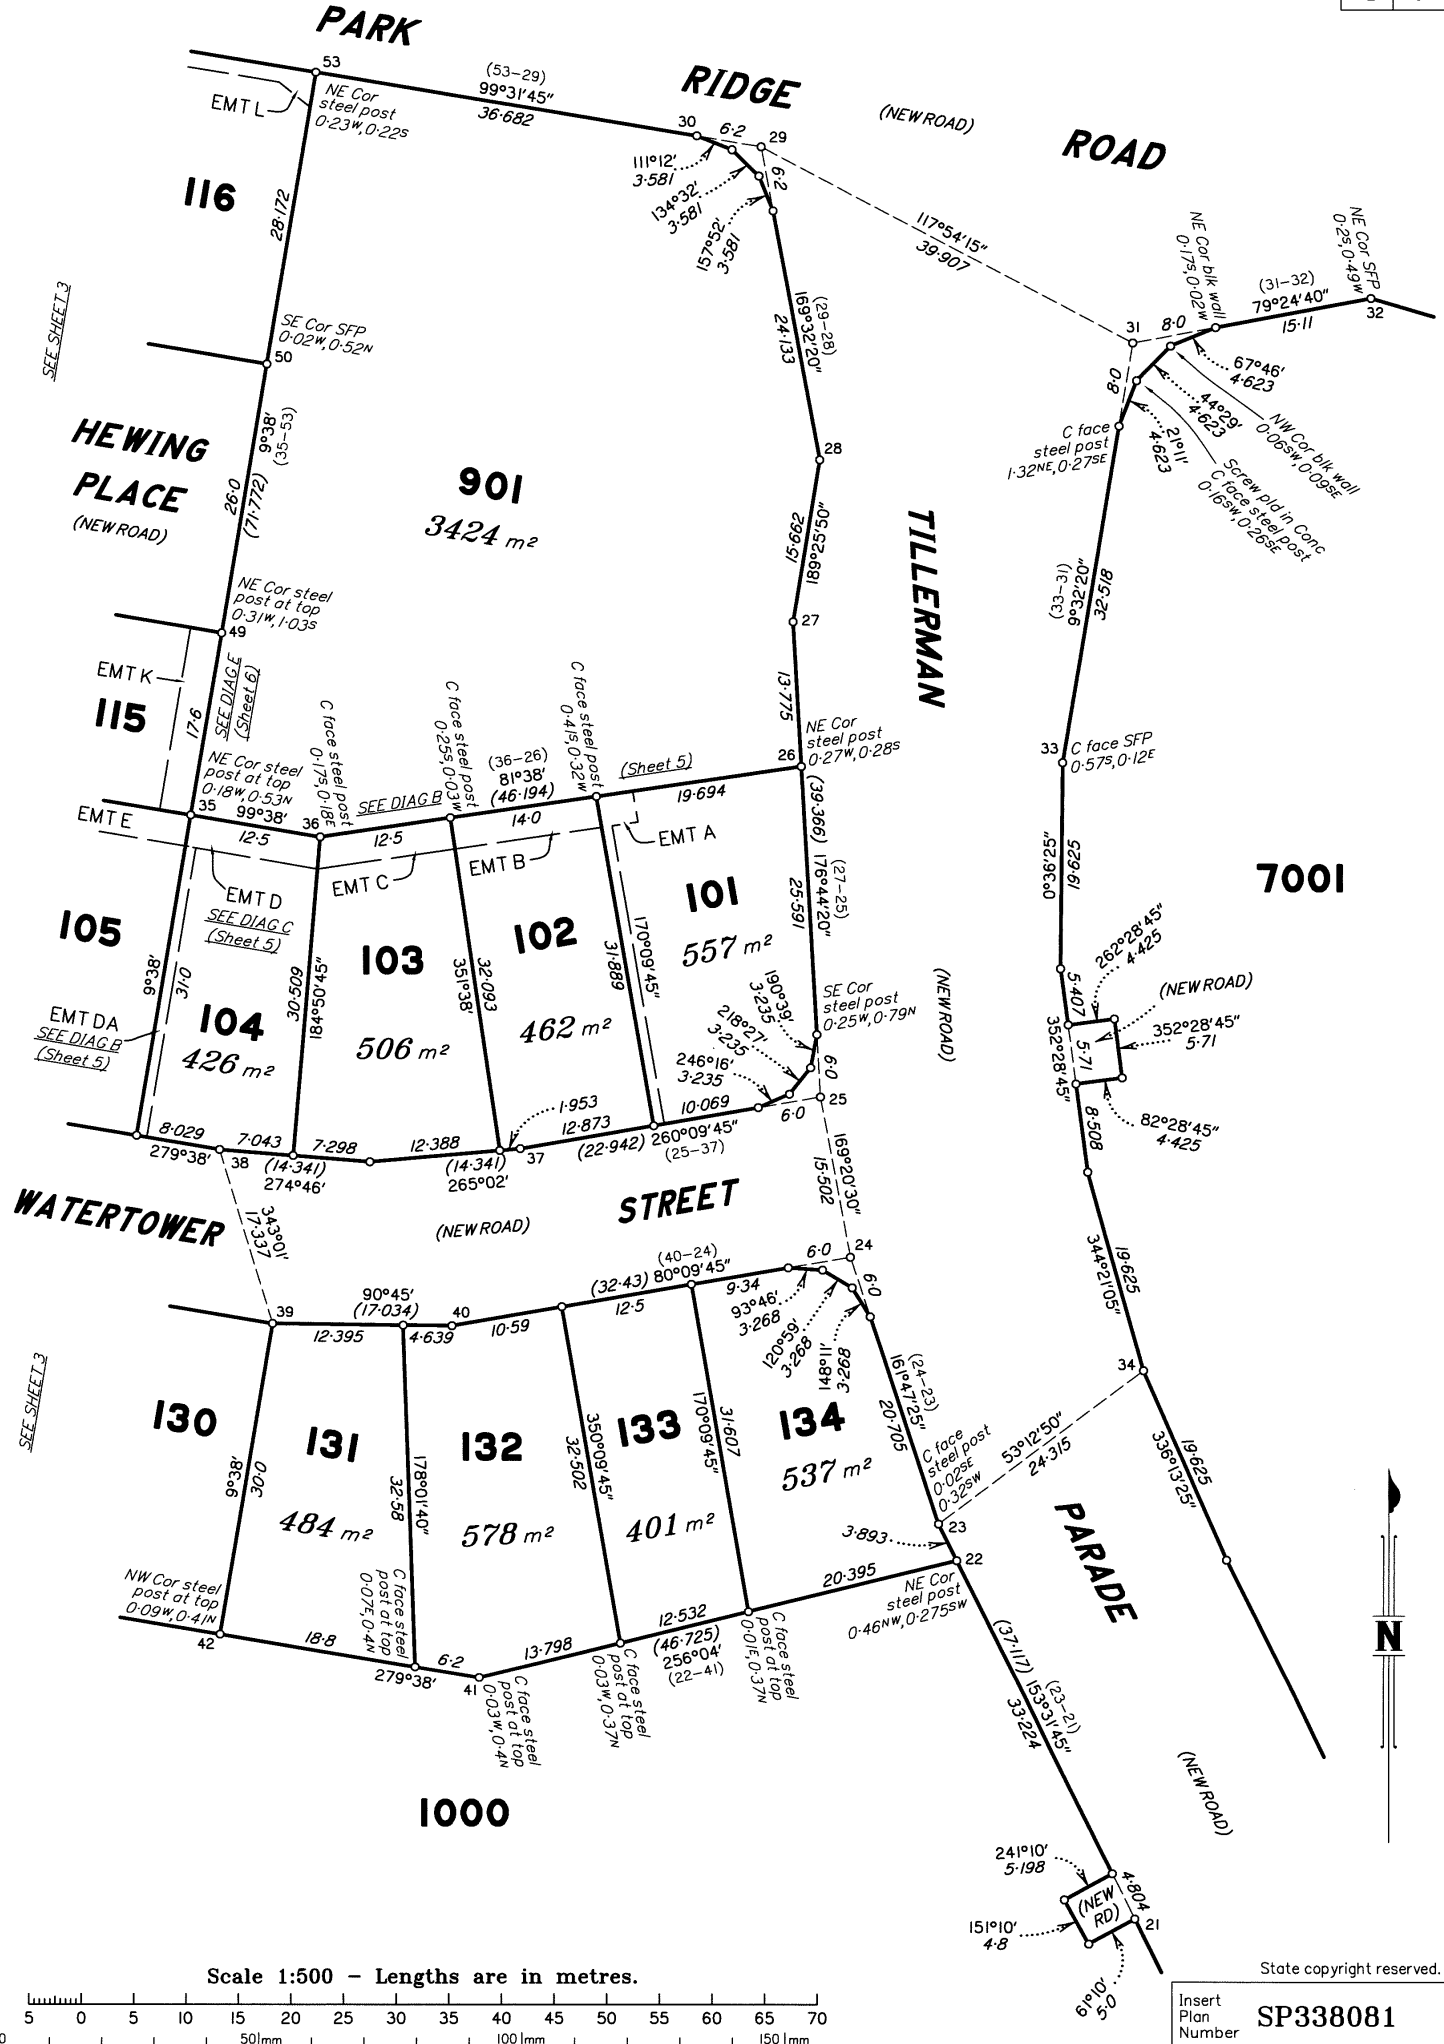 PARK
RIDGE
(NEW ROAD)
ROAD
53
(53–29)
99°31'45"
36·682
30
6·2
29
6·2
EMT L
NE Cor
steel post
0·23W,0·22S
111°12'
3·581
134°32'
3·581
157°52'
3·581
116
28·172
117°54'15"
39·907
NE Cor blk wall
0·17S,0·02W
NE Cor SFP
0·2S,0·49W
(31–32)
79°24'40"
15·11
32
31
8·0
8·0
67°46'
4·623
44°29'
4·623
21°11'
4·623
NW Cor blk wall
0·06SW,0·09SE
Screw pld in Conc
C face steel post
0·16SW,0·26SE
C face
steel post
1·32NE,0·27SE
SEE SHEET 3
SE Cor SFP
0·02W,0·52N
50
(29–28)
169°32'20"
24·133
HEWING
PLACE
(NEW ROAD)
9°38'
(35–53)
26·0
(71·772)
901
3424 m²
28
15·662
189°25'50"
27
TILLERMAN
(33–31)
9°32'20"
32·518
NE Cor steel
post at top
0·31W,1·03S
49
EMT K
115
17·6
SEE DIAG E
(Sheet 6)
13·775
NE Cor
steel post
0·27W,0·28S
26
33
C face SFP
0·57S,0·12E
NE Cor steel
post at top
0·18W,0·53N
35
99°38'
12·5
36
C face steel post
0·17S,0·18E
SEE DIAG B
12·5
C face steel post
0·25S,0·03W
(36–26)
81°38'
(46·194)
14·0
C face steel post
0·41S,0·32W
(Sheet 5)
19·694
EMT E
EMT D
SEE DIAG C
(Sheet 5)
EMT C
EMT B
EMT A
(39·366)
176°44'20"
(27–25)
25·591
0°36'25"
19·625
7001
105
9°38'
31·0
104
426 m²
30·509
184°50'45"
103
506 m²
32·093
351°38'
102
462 m²
31·889
170°09'45"
101
557 m²
190°39'
3·235
218°27'
3·235
246°16'
3·235
SE Cor
steel post
0·25W,0·79N
6·0
25
6·0
EMT DA
SEE DIAG B
(Sheet 5)
(NEW ROAD)
262°28'45"
4·425
(NEW ROAD)
5·407
352°28'45"
5·71
5·71
352°28'45"
82°28'45"
4·425
8·508
8·029
279°38'
38
7·043
7·298
(14·341)
274°46'
12·388
(14·341)
265°02'
1·953
37
12·873
(22·942)
10·069
260°09'45"
(25–37)
169°20'30"
15·502
WATERTOWER
STREET
(NEW ROAD)
343°01'
17·337
(40–24)
(32·43) 80°09'45"
24
6·0
6·0
39
90°45'
(17·034)
12·395
4·639
40
10·59
12·5
9·34
93°46'
3·268
120°59'
3·268
148°11'
3·268
(24–23)
161°47'25"
20·705
344°21'05"
19·625
34
SEE SHEET 3
130
9°38'
30·0
131
484 m²
178°01'40"
32·58
132
578 m²
350°09'45"
32·502
133
401 m²
31·607
170°09'45"
134
537 m²
C face
steel post
0·02SE
0·32SW
53°12'50"
24·315
19·625
336°13'25"
23
3·893
22
PARADE
NW Cor steel
post at top
0·09W,0·41N
42
18·8
C face steel
post at top
0·07E,0·4N
279°38'
6·2
41
13·798
12·532
(46·725)
256°04'
(22–41)
20·395
NE Cor
steel post
0·46NW,0·275SW
C face steel
post at top
0·03W,0·4N
C face steel
post at top
0·03W,0·37N
C face steel
post at top
0·01E,0·37N
(37·117)
153°31'45"
(23–21)
33·224
(NEW ROAD)
N
1000
241°10'
5·198
(NEW
RD)
4·804
21
151°10'
4·8
61°10'
5·0
Scale 1:500 – Lengths are in metres.
5 0 5 10 15 20 25 30 35 40 45 50 55 60 65 70
50mm 100mm 150mm
State copyright reserved.
Insert
Plan
Number
SP338081